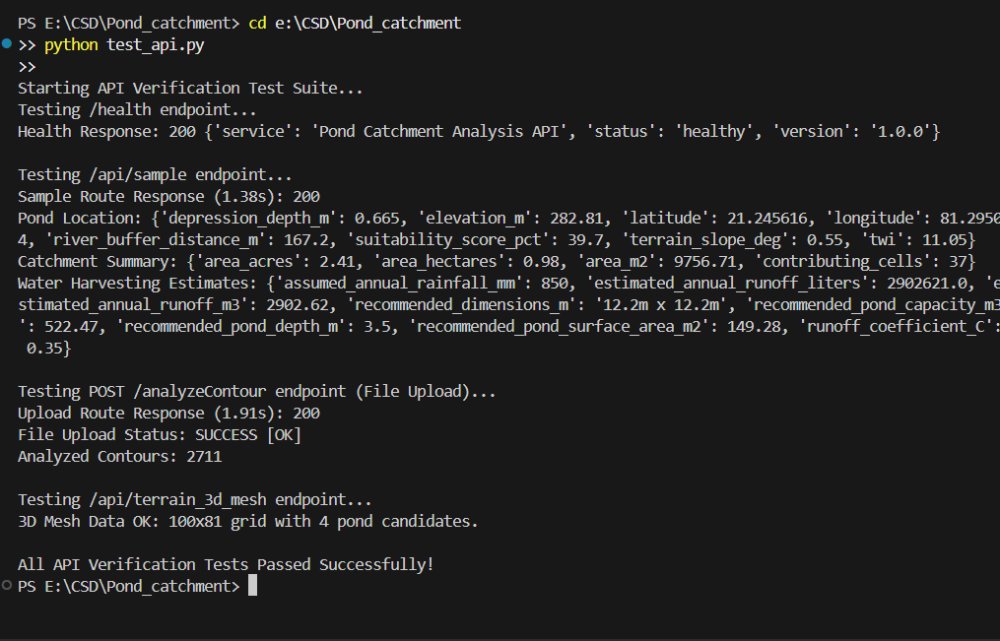 PS E:\CSD\Pond_catchment> cd e:\CSD\Pond_catchment
>> python test_api.py
>>
Starting API Verification Test Suite...
Testing /health endpoint...
Health Response: 200 {'service': 'Pond Catchment Analysis API', 'status': 'healthy', 'version': '1.0.0'}

Testing /api/sample endpoint...
Sample Route Response (1.38s): 200
Pond Location: {'depression_depth_m': 0.665, 'elevation_m': 282.81, 'latitude': 21.245616, 'longitude': 81.2950
4, 'river_buffer_distance_m': 167.2, 'suitability_score_pct': 39.7, 'terrain_slope_deg': 0.55, 'twi': 11.05}
Catchment Summary: {'area_acres': 2.41, 'area_hectares': 0.98, 'area_m2': 9756.71, 'contributing_cells': 37}
Water Harvesting Estimates: {'assumed_annual_rainfall_mm': 850, 'estimated_annual_runoff_liters': 2902621.0, 'e
stimated_annual_runoff_m3': 2902.62, 'recommended_dimensions_m': '12.2m x 12.2m', 'recommended_pond_capacity_m3
': 522.47, 'recommended_pond_depth_m': 3.5, 'recommended_pond_surface_area_m2': 149.28, 'runoff_coefficient_C':
 0.35}

Testing POST /analyzeContour endpoint (File Upload)...
Upload Route Response (1.91s): 200
File Upload Status: SUCCESS [OK]
Analyzed Contours: 2711

Testing /api/terrain_3d_mesh endpoint...
3D Mesh Data OK: 100x81 grid with 4 pond candidates.

All API Verification Tests Passed Successfully!
PS E:\CSD\Pond_catchment>